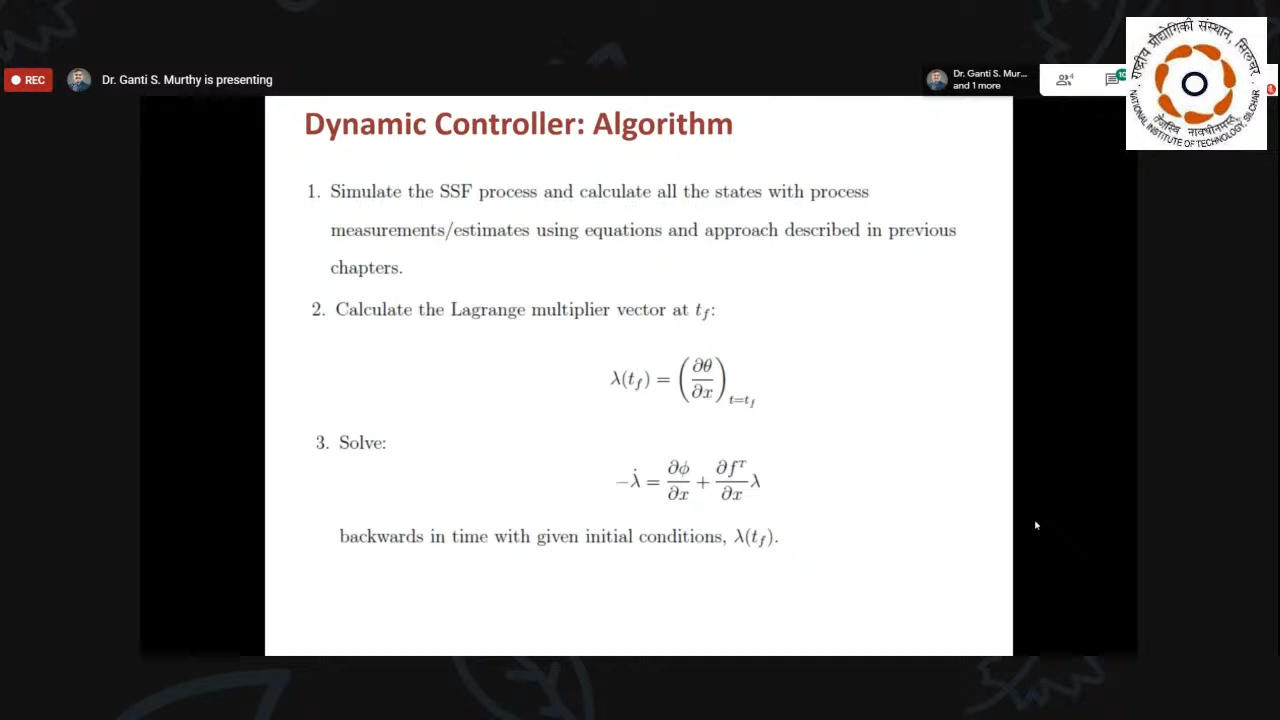 REC
Dr. Ganti S. Murthy is presenting
Dr. Ganti S. Mur...
and 1 more
राष्ट्रीय प्रौद्योगिकी संस्थान, सिलचर
NATIONAL INSTITUTE OF TECHNOLOGY, SILCHAR
Dynamic Controller: Algorithm
1. Simulate the SSF process and calculate all the states with process
measurements/estimates using equations and approach described in previous
chapters.
2. Calculate the Lagrange multiplier vector at t_f:
λ(t_f) = (∂θ/∂x)_{t=t_f}
3. Solve:
−λ̇ = ∂φ/∂x + ∂f^T/∂x λ
backwards in time with given initial conditions, λ(t_f).